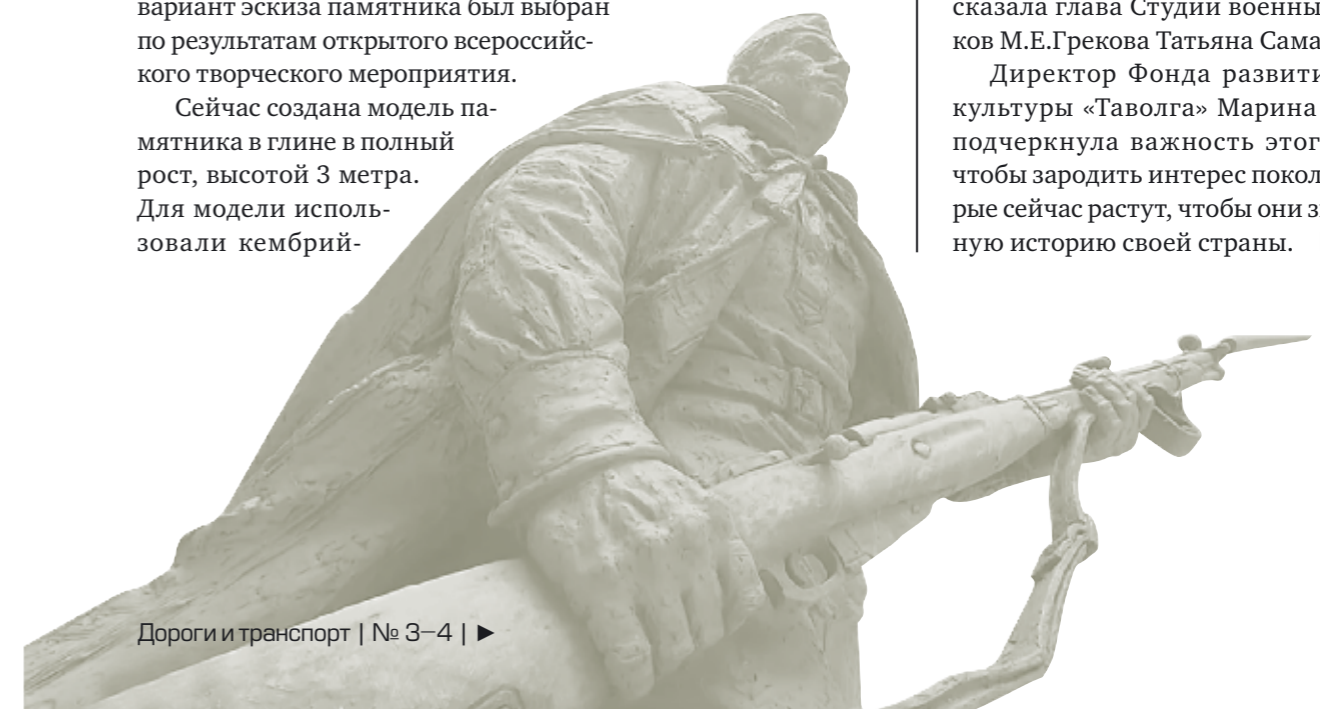 вариант эскиза памятника был выбран
по результатам открытого всероссийс-
кого творческого мероприятия.
Сейчас создана модель па-
мятника в глине в полный
рост, высотой 3 метра.
Для модели исполь-
зовали кембрий-
сказала глава Студии военны
ков М.Е.Грекова Татьяна Сама
Директор Фонда развити
культуры «Таволга» Марина
подчеркнула важность этог
чтобы зародить интерес покол
рые сейчас растут, чтобы они з
ную историю своей страны.
Дороги и транспорт | № 3–4 | ►